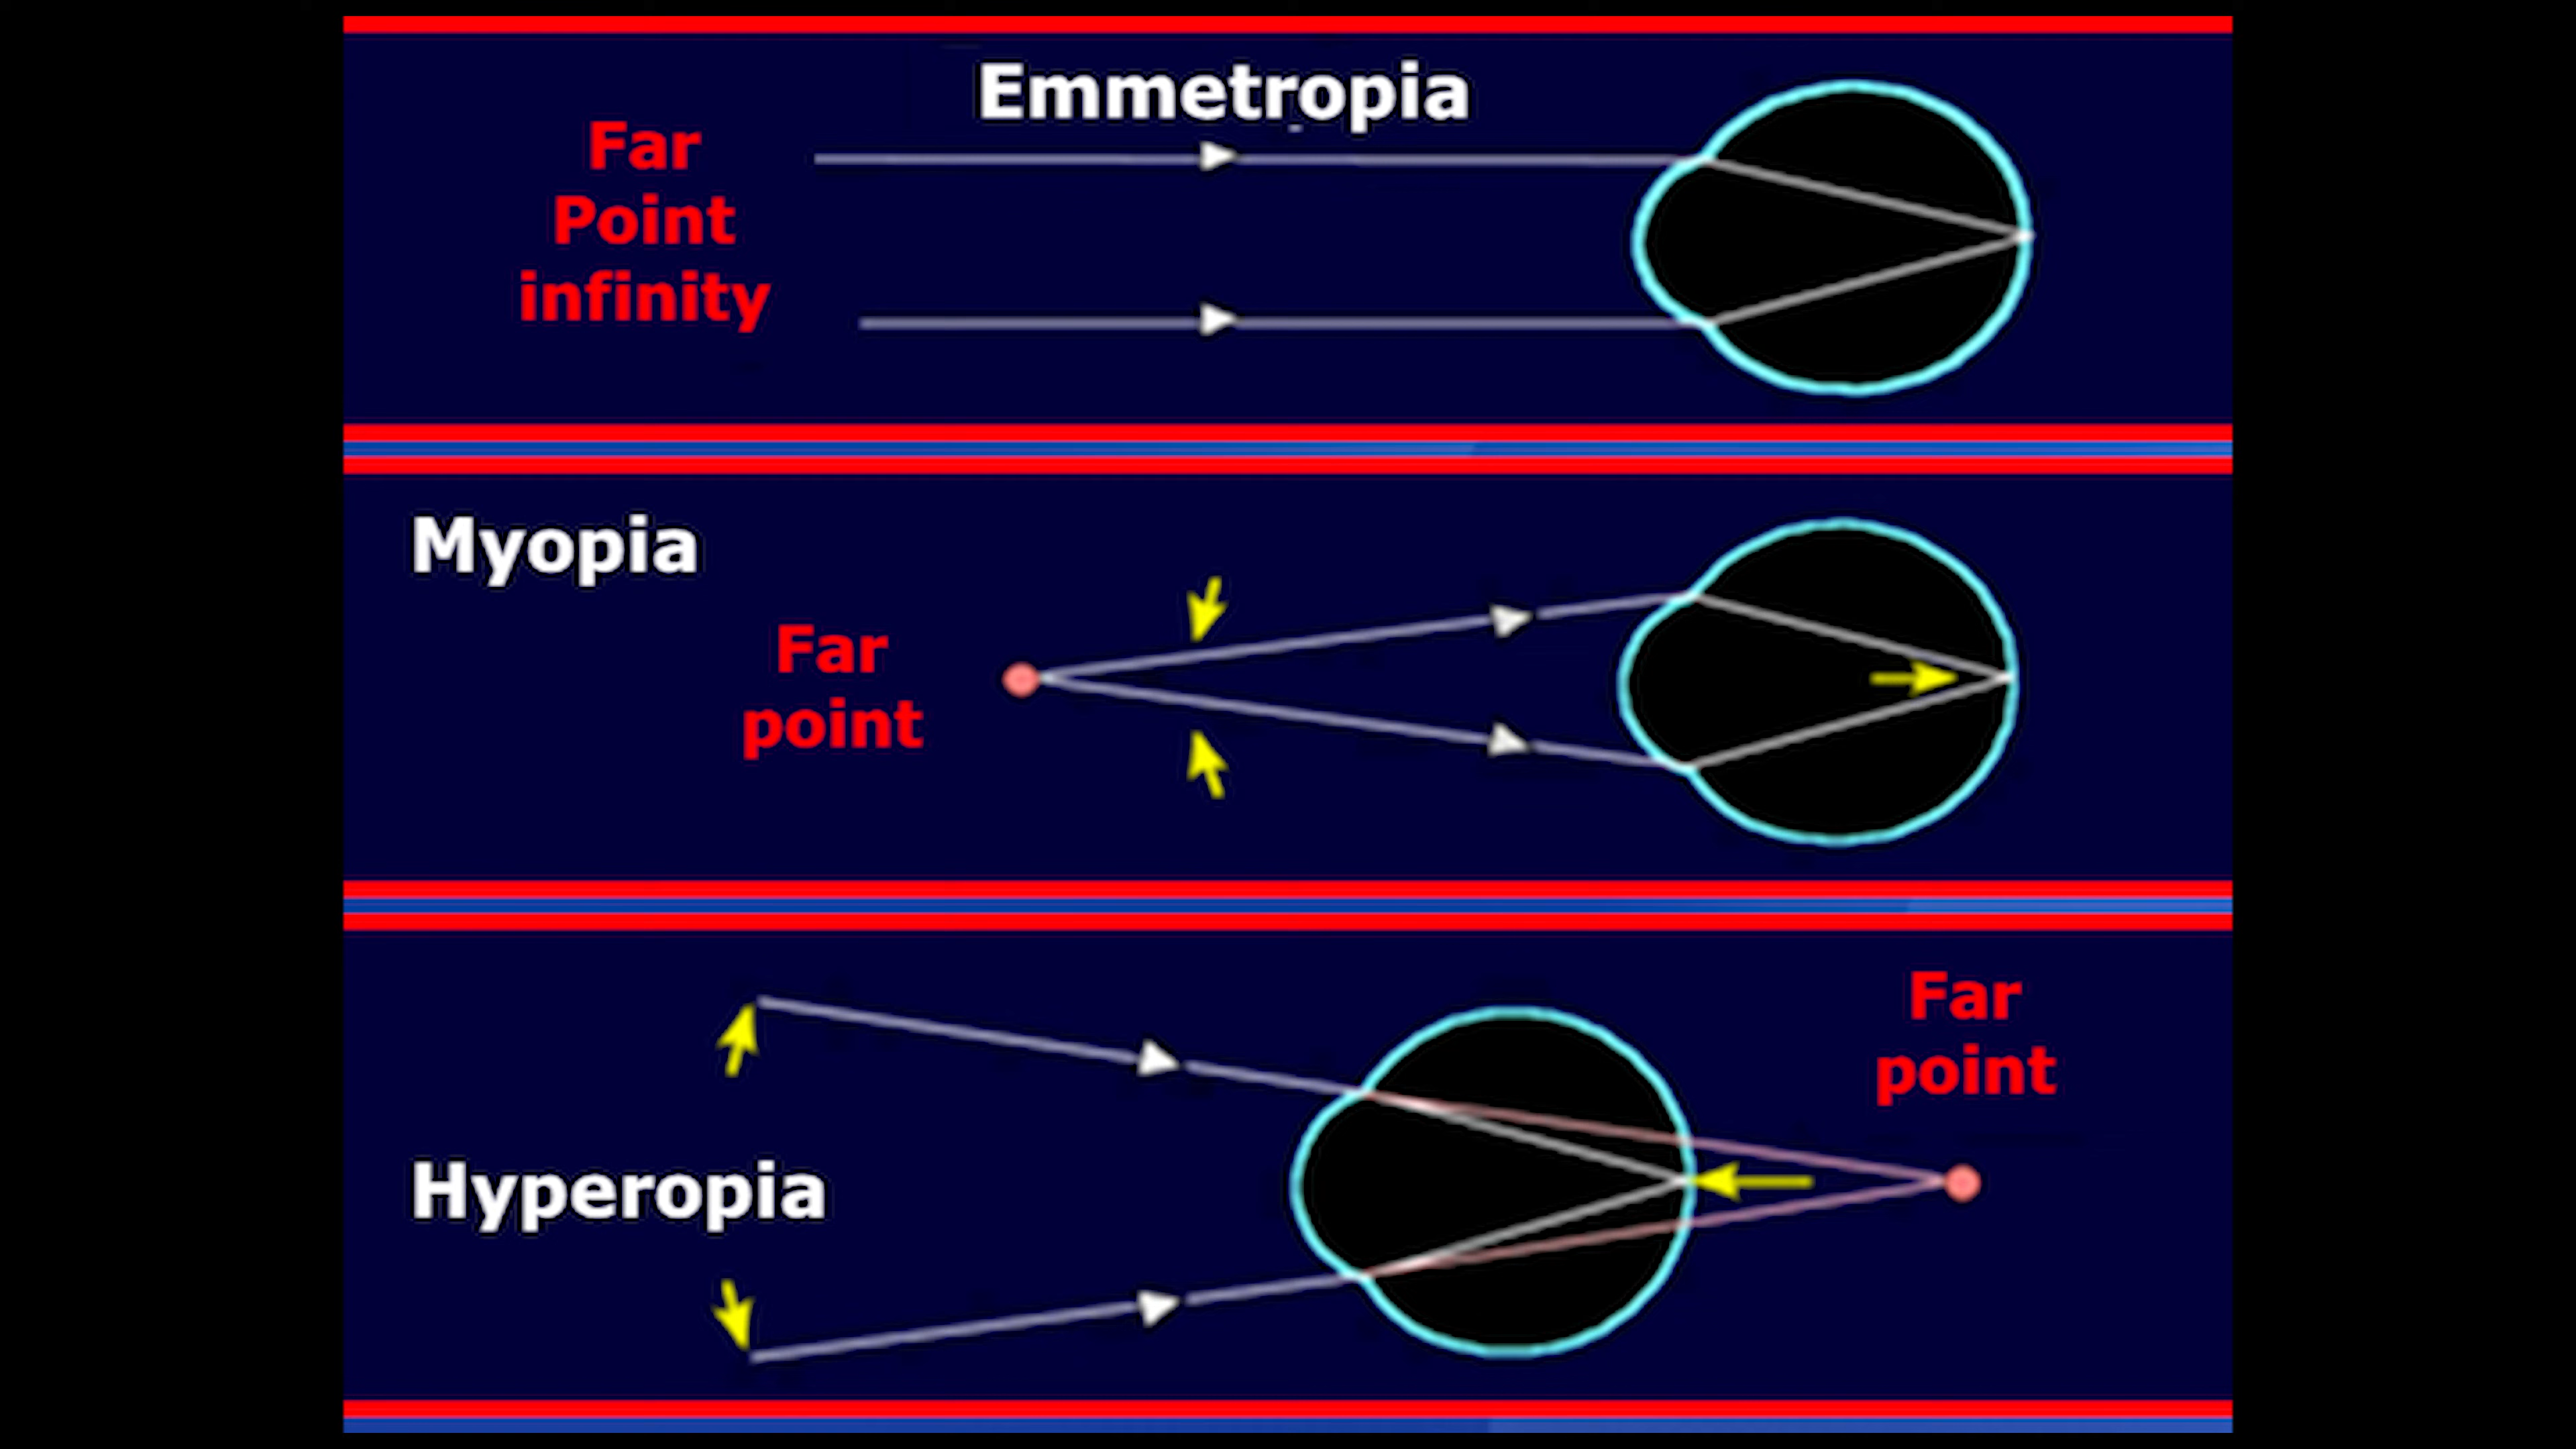 Emmetropia
Far
Point
infinity
Myopia
Far
point
Far
point
Hyperopia